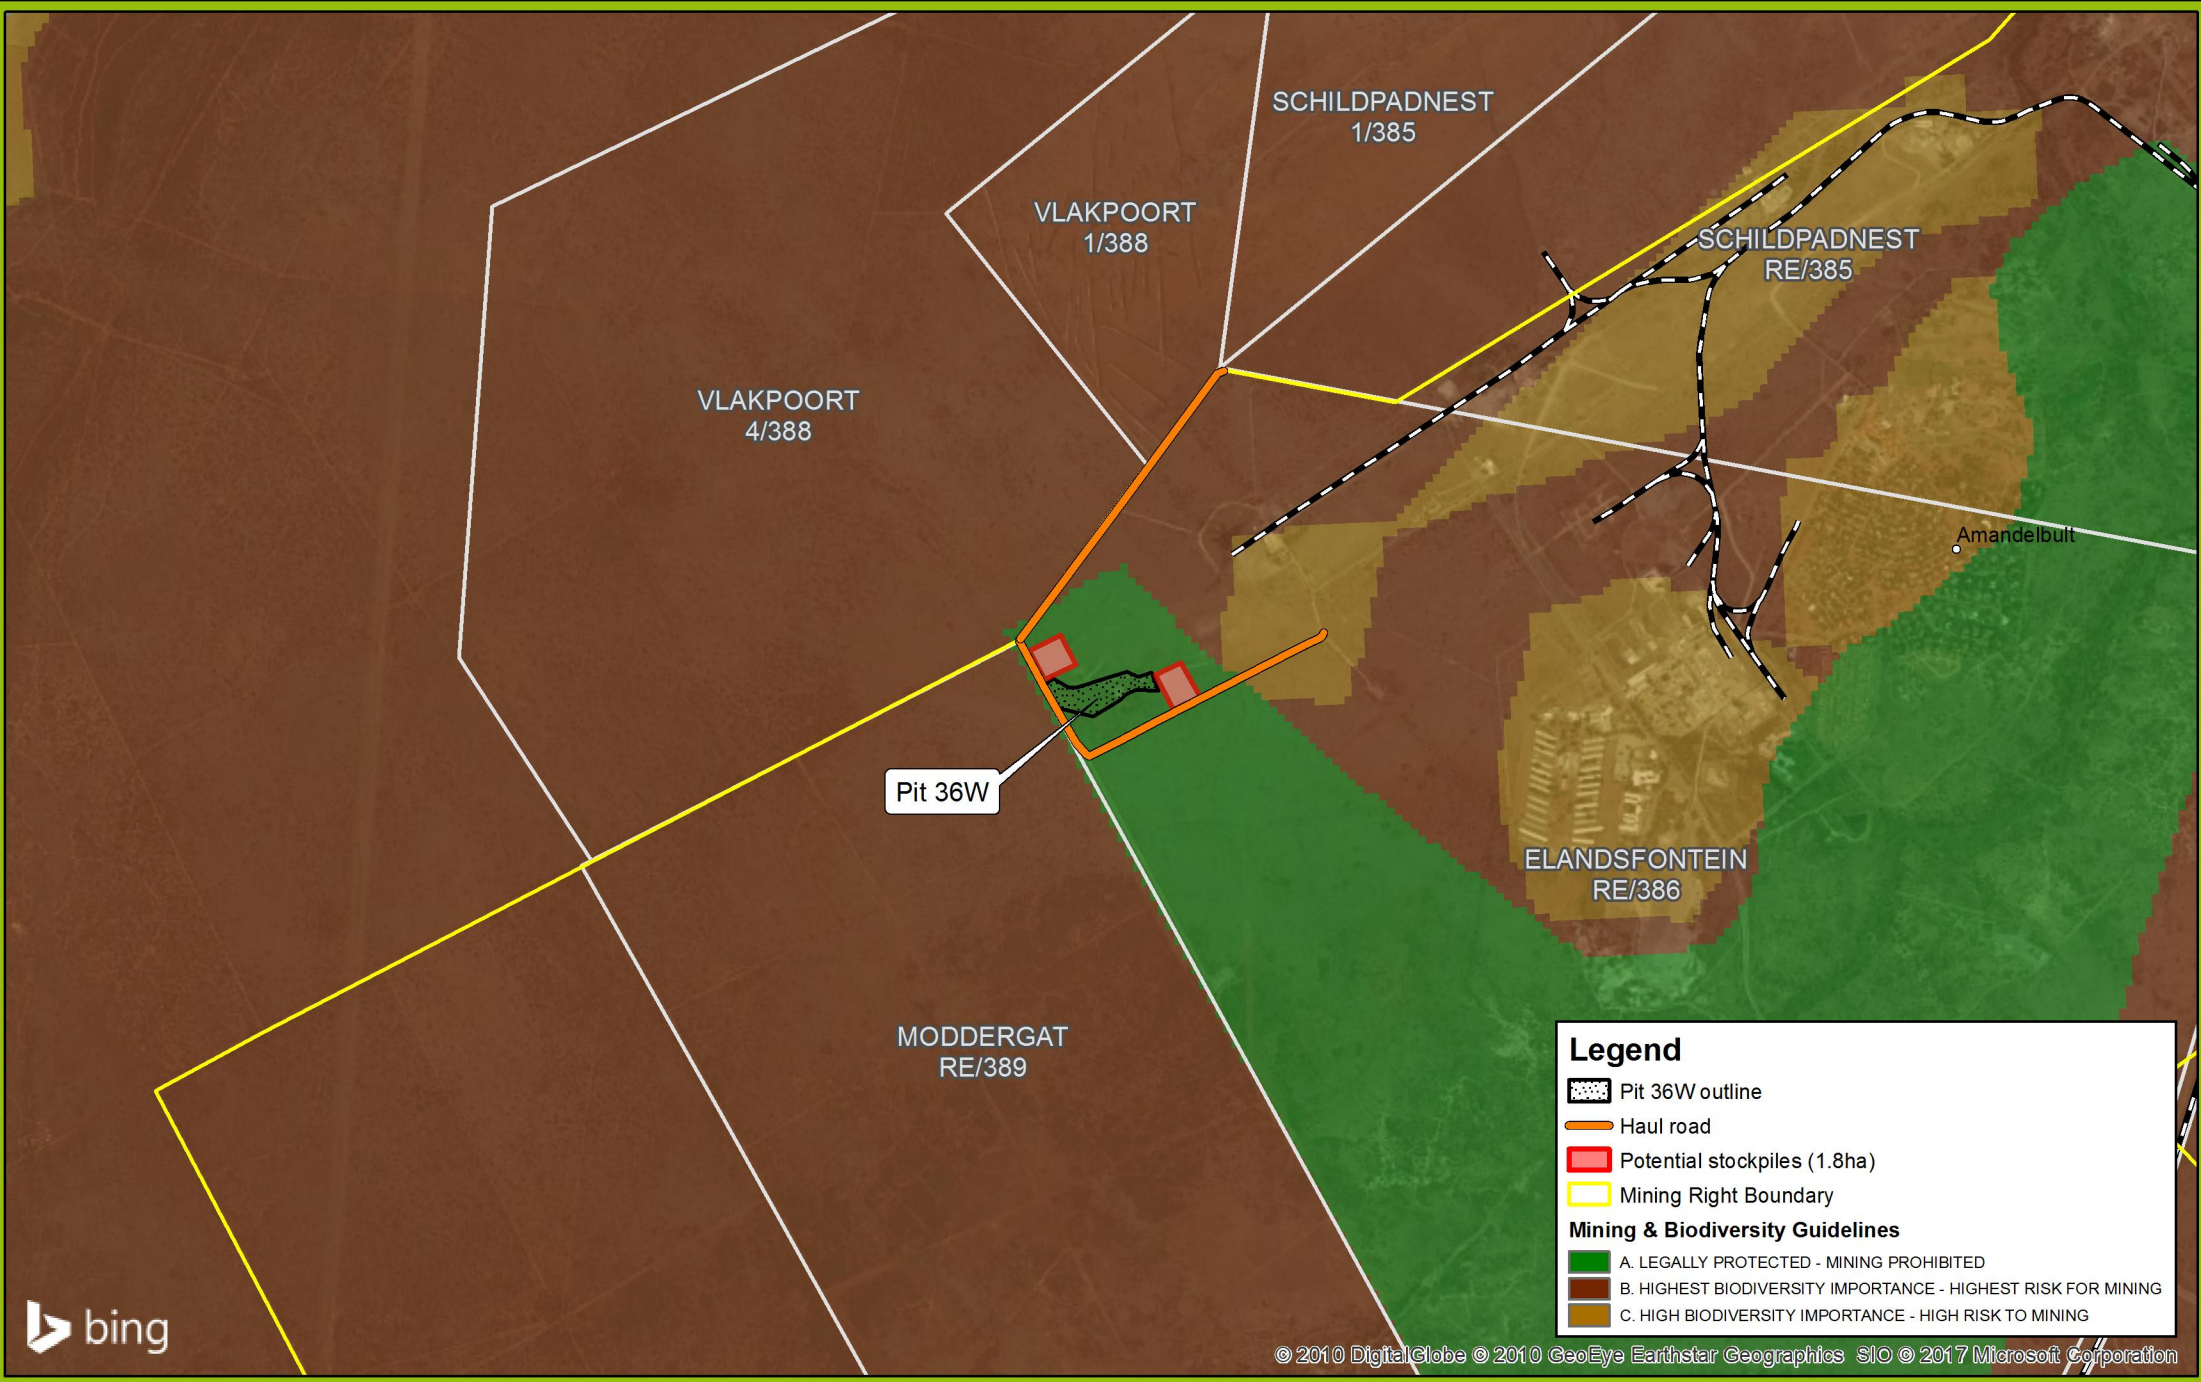 SCHILDPADNEST
1/385
VLAKPOORT
1/388
SCHILDPADNEST
RE/385
VLAKPOORT
4/388
Amandelbult
Pit 36W
ELANDSFONTEIN
RE/386
MODDERGAT
RE/389
Legend
Pit 36W outline
Haul road
Potential stockpiles (1.8ha)
Mining Right Boundary
Mining & Biodiversity Guidelines
A. LEGALLY PROTECTED - MINING PROHIBITED
B. HIGHEST BIODIVERSITY IMPORTANCE - HIGHEST RISK FOR MINING
C. HIGH BIODIVERSITY IMPORTANCE - HIGH RISK TO MINING
bing
© 2010 DigitalGlobe © 2010 GeoEye Earthstar Geographics SIO © 2017 Microsoft Corporation